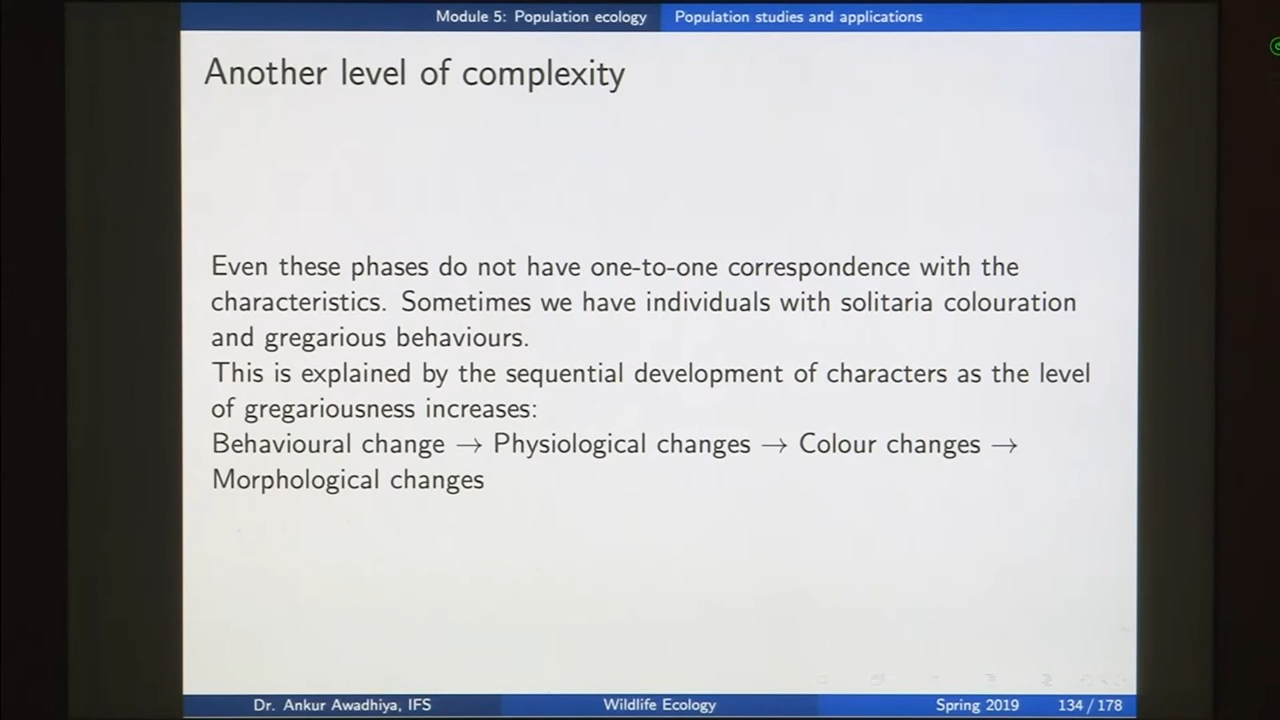 Module 5: Population ecology Population studies and applications
Another level of complexity
Even these phases do not have one-to-one correspondence with the
characteristics. Sometimes we have individuals with solitaria colouration
and gregarious behaviours.
This is explained by the sequential development of characters as the level
of gregariousness increases:
Behavioural change → Physiological changes → Colour changes →
Morphological changes
Dr. Ankur Awadhiya, IFS Wildlife Ecology Spring 2019 134 / 178